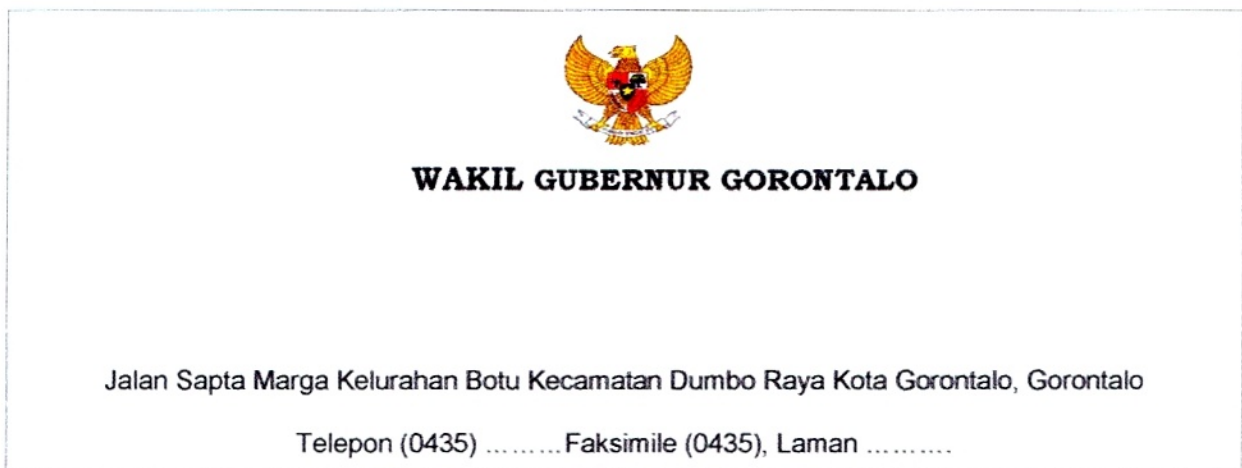 WAKIL GUBERNUR GORONTALO
Jalan Sapta Marga Kelurahan Botu Kecamatan Dumbo Raya Kota Gorontalo, Gorontalo
Telepon (0435) ......... Faksimile (0435), Laman ..........